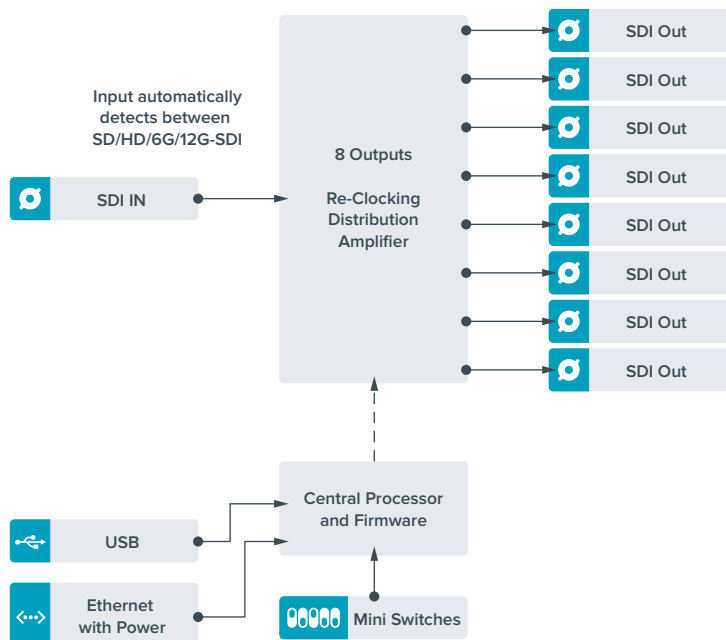 Input automatically
detects between
SD/HD/6G/12G-SDI
SDI IN
8 Outputs
Re-Clocking
Distribution
Amplifier
SDI Out
SDI Out
SDI Out
SDI Out
SDI Out
SDI Out
SDI Out
SDI Out
Central Processor
and Firmware
USB
Ethernet
with Power
Mini Switches